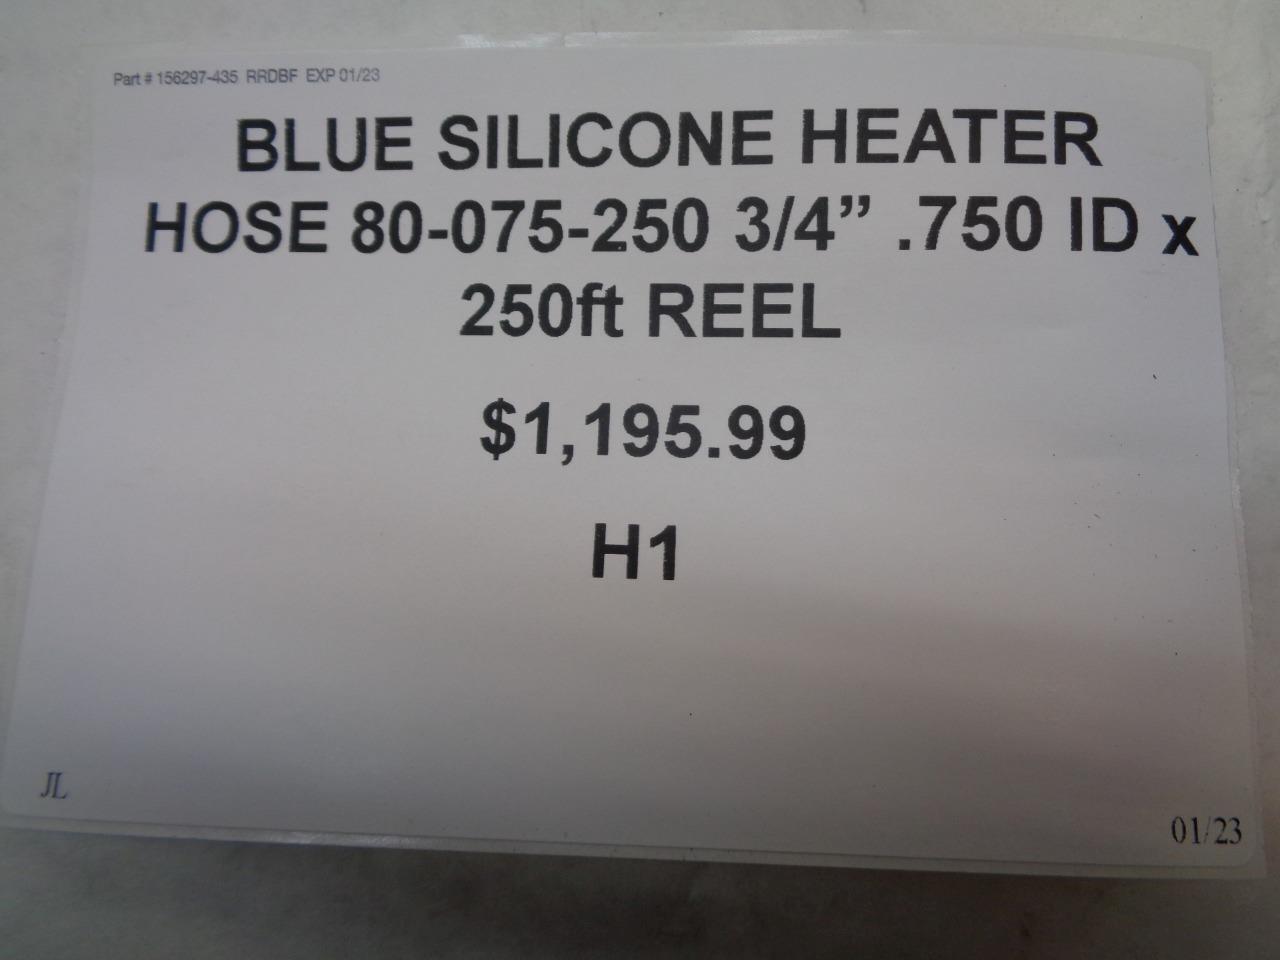 Part # 156297-435 RRDBF EXP 01/23
BLUE SILICONE HEATER
HOSE 80-075-250 3/4” .750 ID x
250ft REEL
$1,195.99
H1
JL
01/23